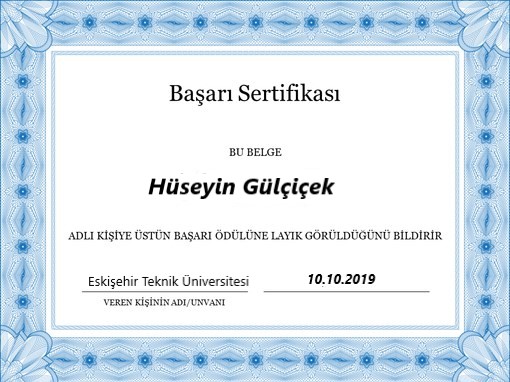 Başarı Sertifikası
BU BELGE
Hüseyin Gülçiçek
ADLI KİŞİYE ÜSTÜN BAŞARI ÖDÜLÜNE LAYIK GÖRÜLDÜĞÜNÜ BİLDİRİR
Eskişehir Teknik Üniversitesi 10.10.2019
VEREN KİŞİNİN ADI/UNVANI